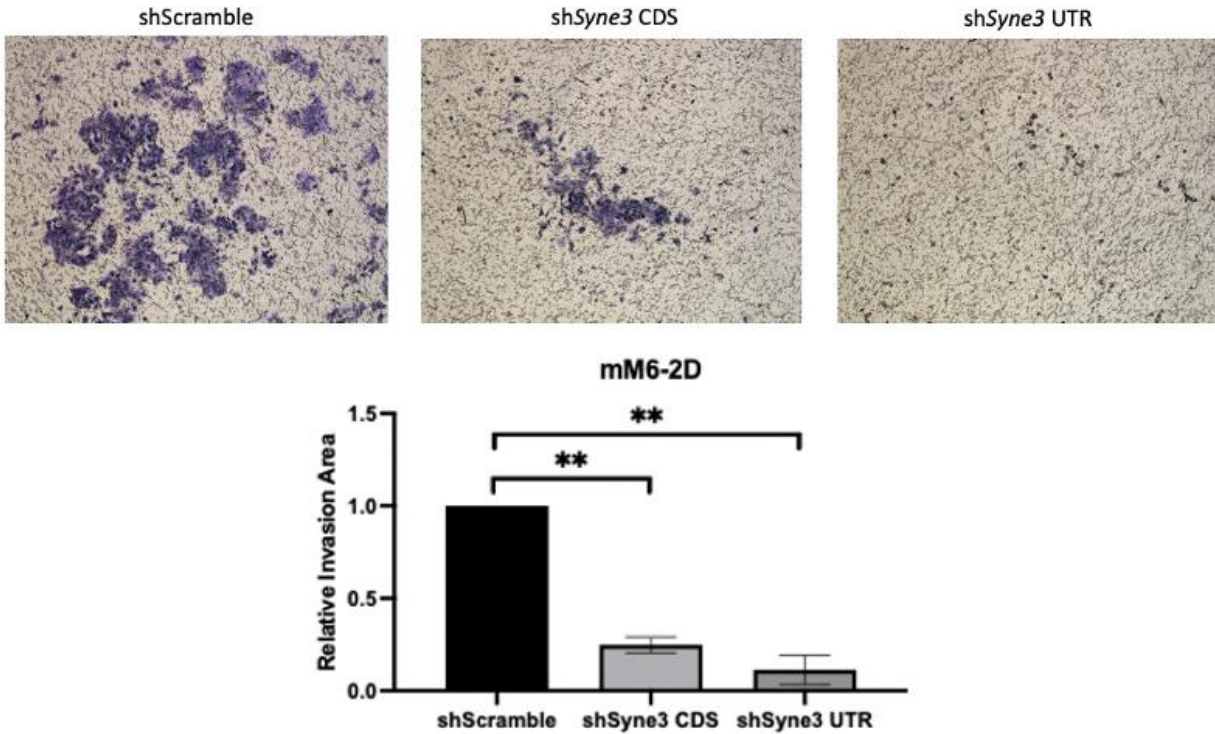 shScramble shSyne3 CDS shSyne3 UTR
mM6-2D
Relative Invasion Area
1.5
1.0
0.5
0.0
**
**
shScramble shSyne3 CDS shSyne3 UTR